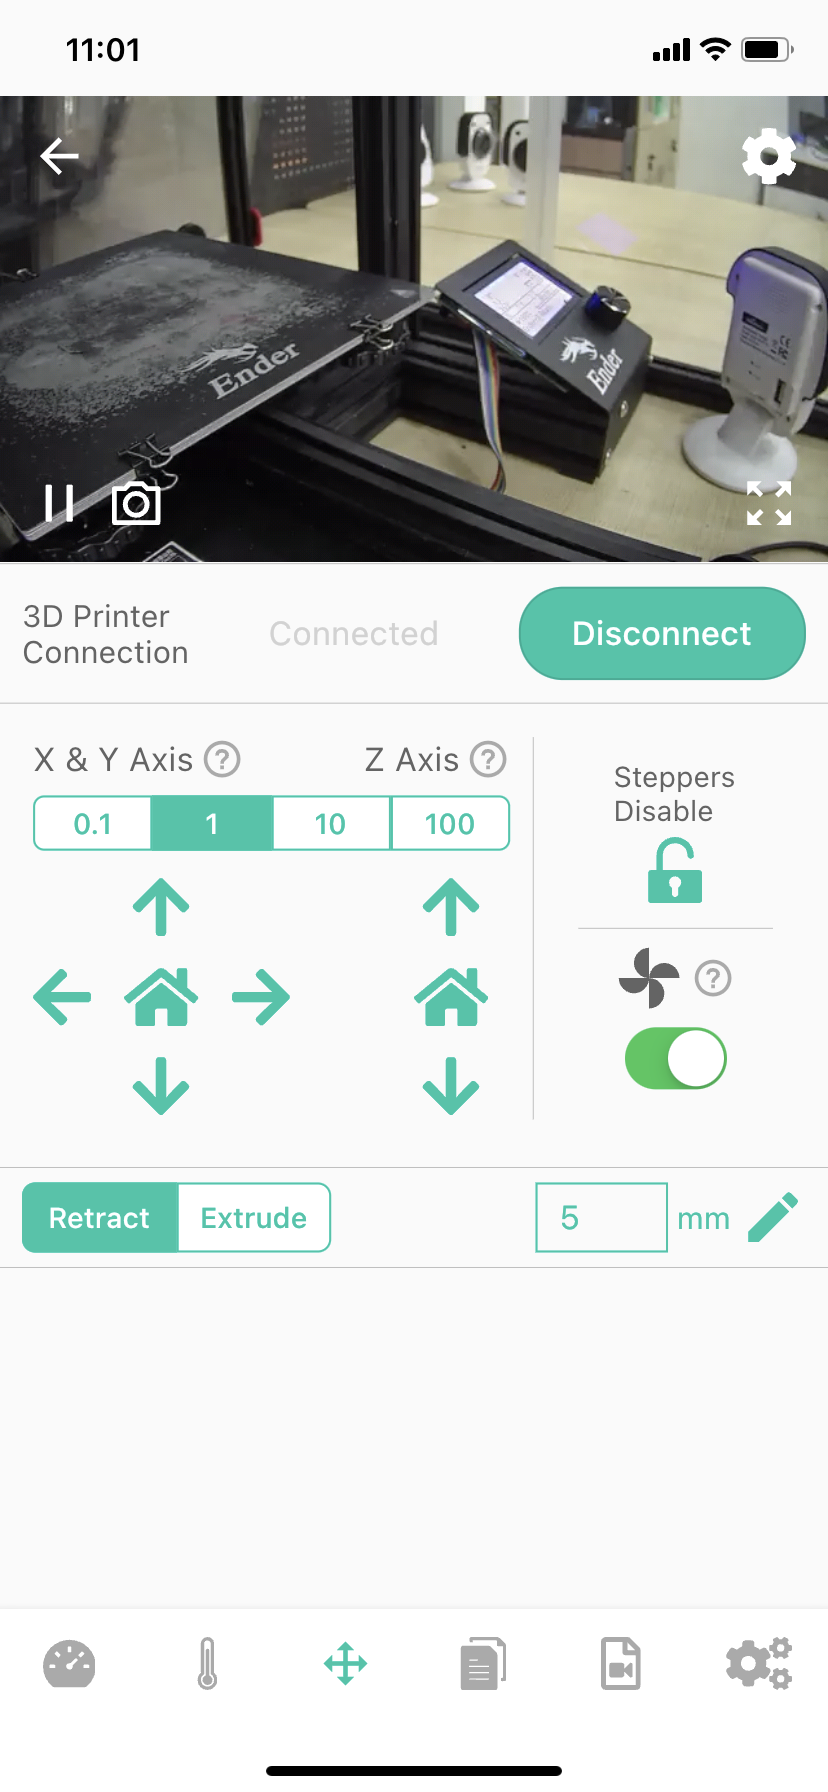 11:01
Ender
Ender
3D Printer
Connection
Connected
Disconnect
X & Y Axis ?
Z Axis ?
0.1
1
10
100
Steppers
Disable
?
Retract
Extrude
5
mm